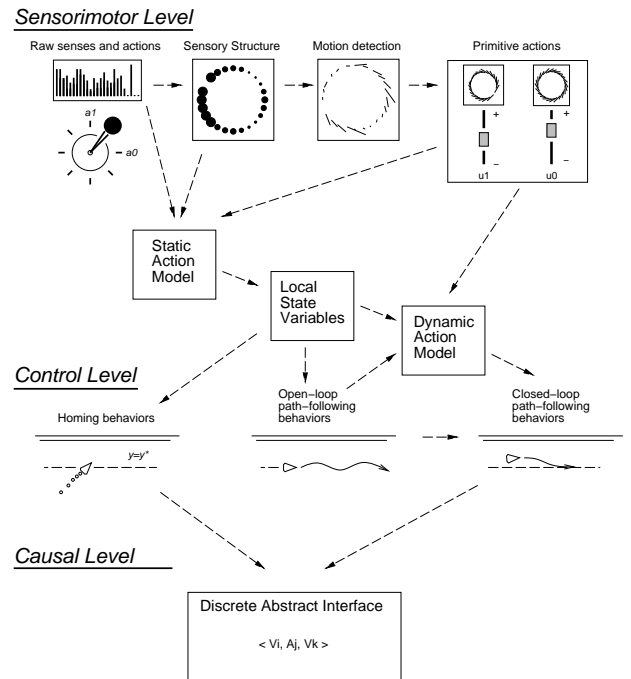 Sensorimotor Level
Raw senses and actions
Sensory Structure
Motion detection
Primitive actions
a1
a0
+
−
u1
+
−
u0
Static
Action
Model
Local
State
Variables
Dynamic
Action
Model
Control Level
Homing behaviors
y=y*
Open−loop
path−following
behaviors
Closed−loop
path−following
behaviors
Causal Level
Discrete Abstract Interface
< Vi, Aj, Vk >